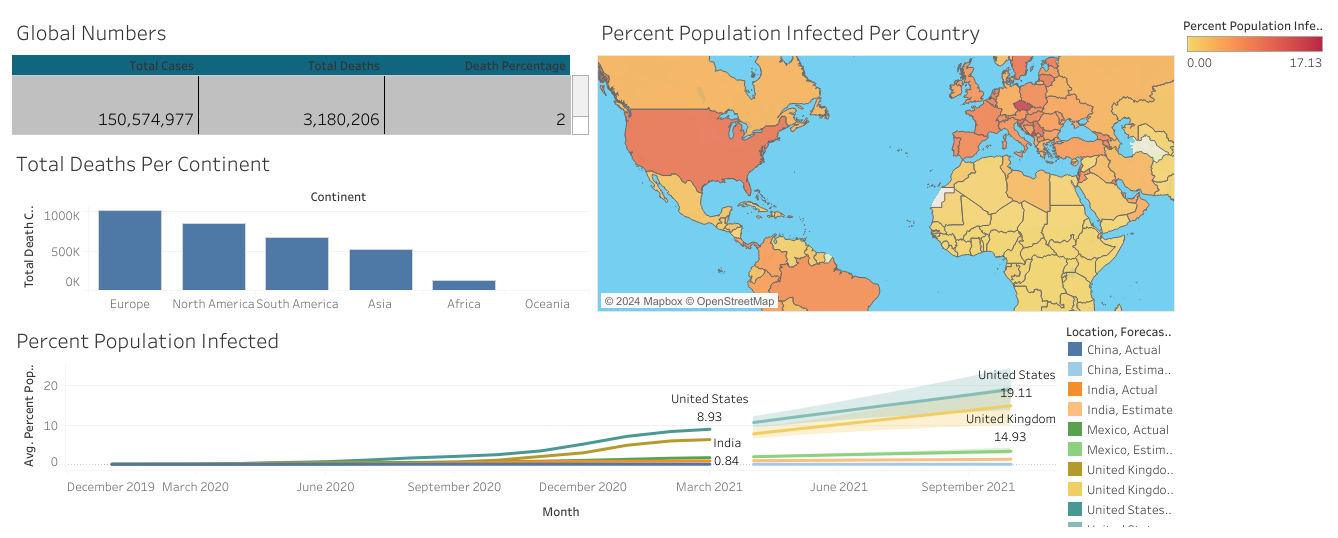 Global Numbers
Total Cases
Total Deaths
Death Percentage
150,574,977
3,180,206
2
Total Deaths Per Continent
Continent
Total Death C..
1000K
500K
0K
Europe
North America
South America
Asia
Africa
Oceania
Percent Population Infected Per Country
© 2024 Mapbox © OpenStreetMap
Percent Population Infe..
0.00
17.13
Percent Population Infected
Avg. Percent Pop..
20
10
0
United States
8.93
India
0.84
United States
19.11
United Kingdom
14.93
December 2019
March 2020
June 2020
September 2020
December 2020
March 2021
June 2021
September 2021
Month
Location, Forecas..
China, Actual
China, Estima..
India, Actual
India, Estimate
Mexico, Actual
Mexico, Estim..
United Kingdo..
United Kingdo..
United States..